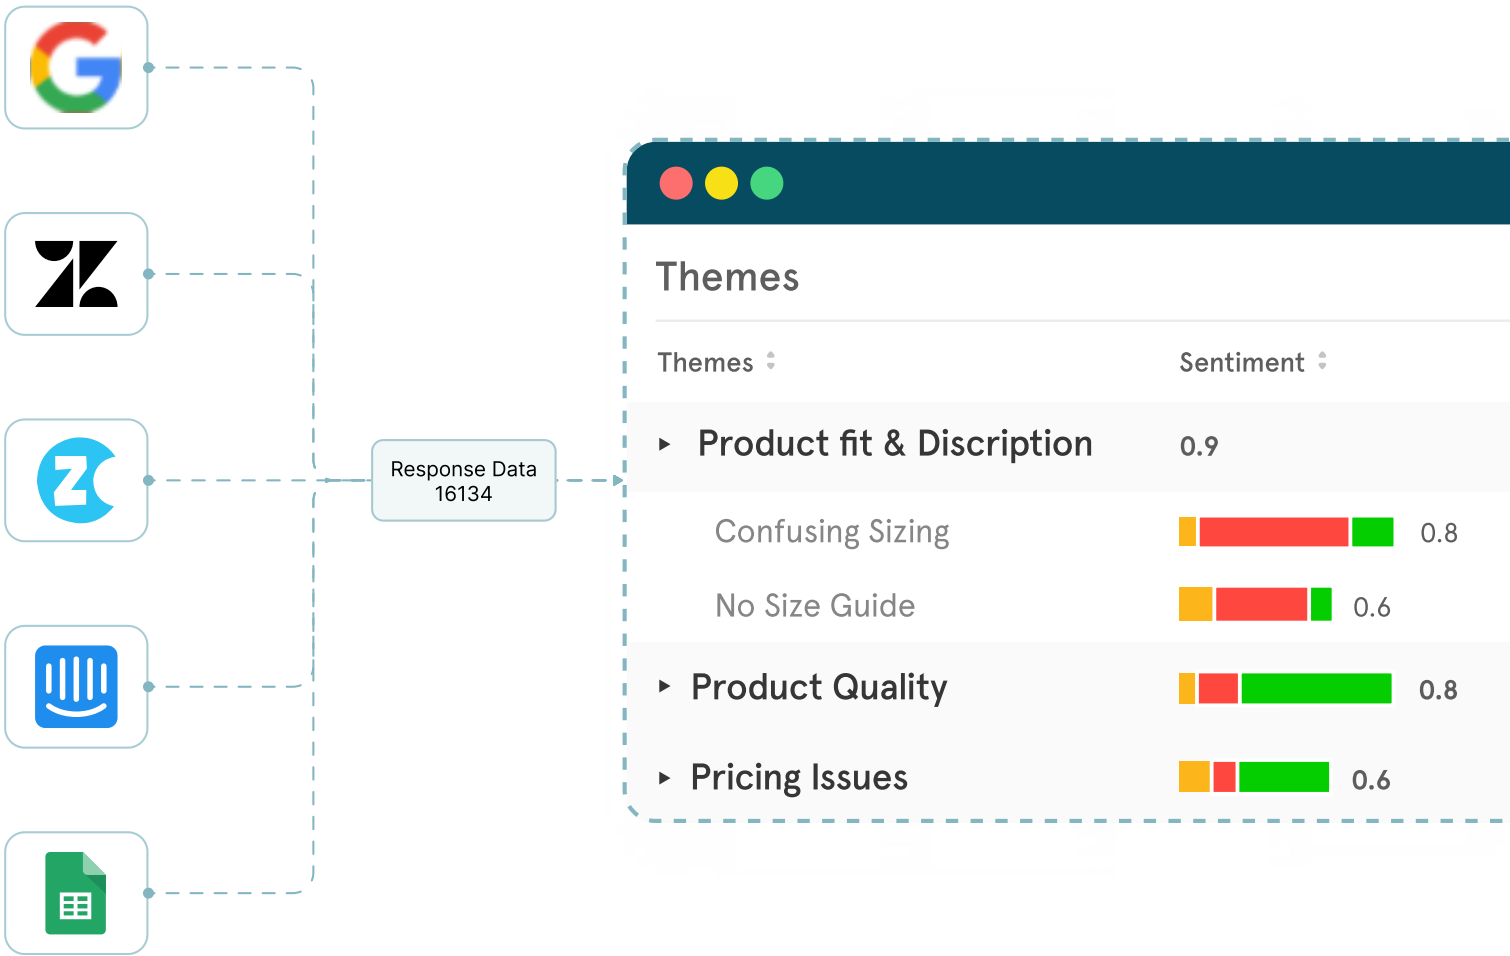 Response Data
16134
Themes
Themes Sentiment
Product fit & Discription 0.9
Confusing Sizing 0.8
No Size Guide 0.6
Product Quality 0.8
Pricing Issues 0.6